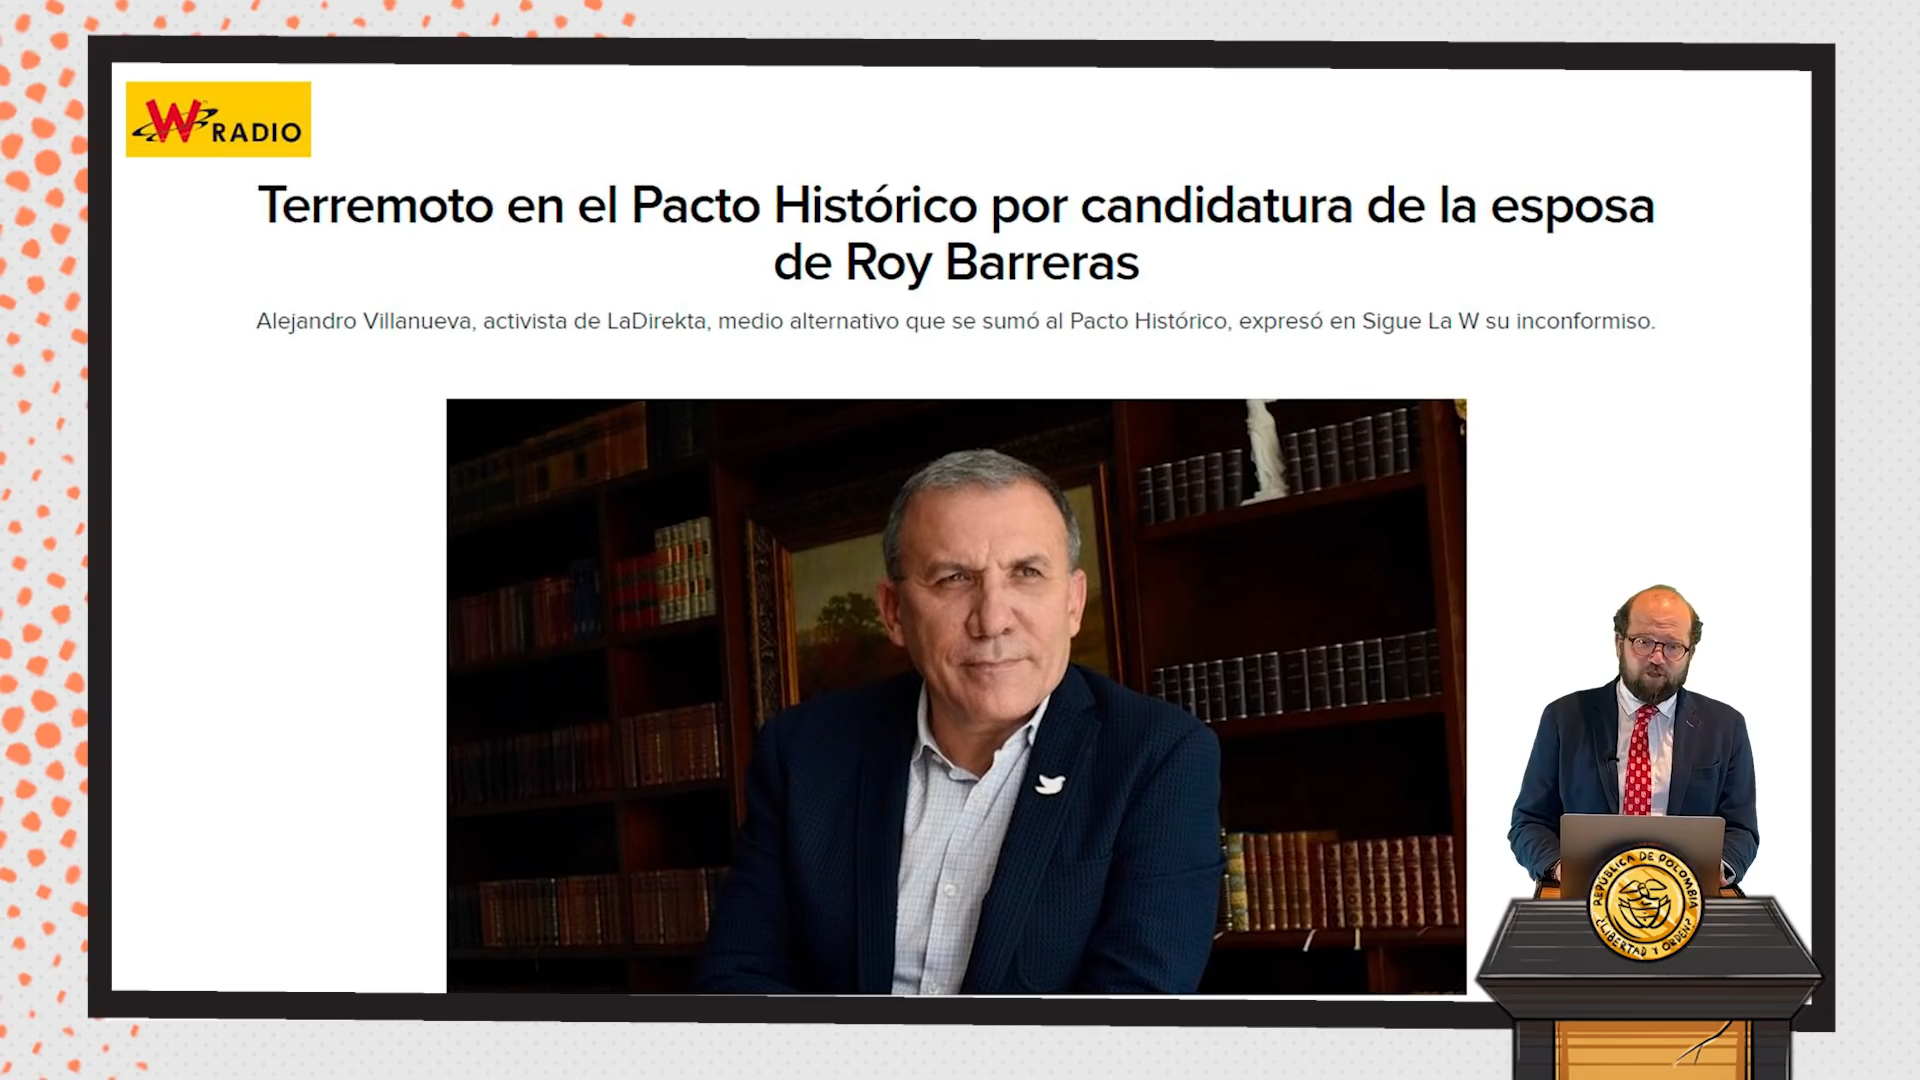 W RADIO
Terremoto en el Pacto Histórico por candidatura de la esposa
de Roy Barreras
Alejandro Villanueva, activista de LaDirekta, medio alternativo que se sumó al Pacto Histórico, expresó en Sigue La W su inconformiso.
REPÚBLICA DE POLOMBIA
¿LIBERTAD Y ORDEN?